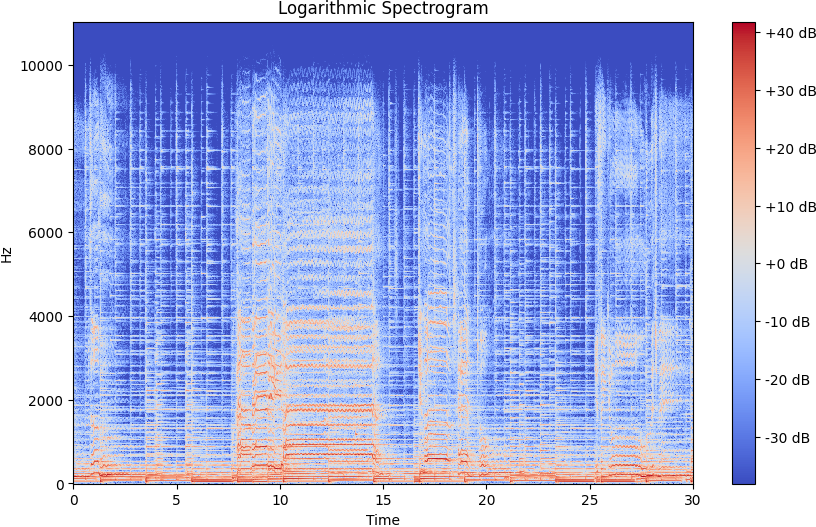 Logarithmic Spectrogram
Hz
10000
8000
6000
4000
2000
0
0 5 10 15 20 25 30
Time
+40 dB
+30 dB
+20 dB
+10 dB
+0 dB
-10 dB
-20 dB
-30 dB